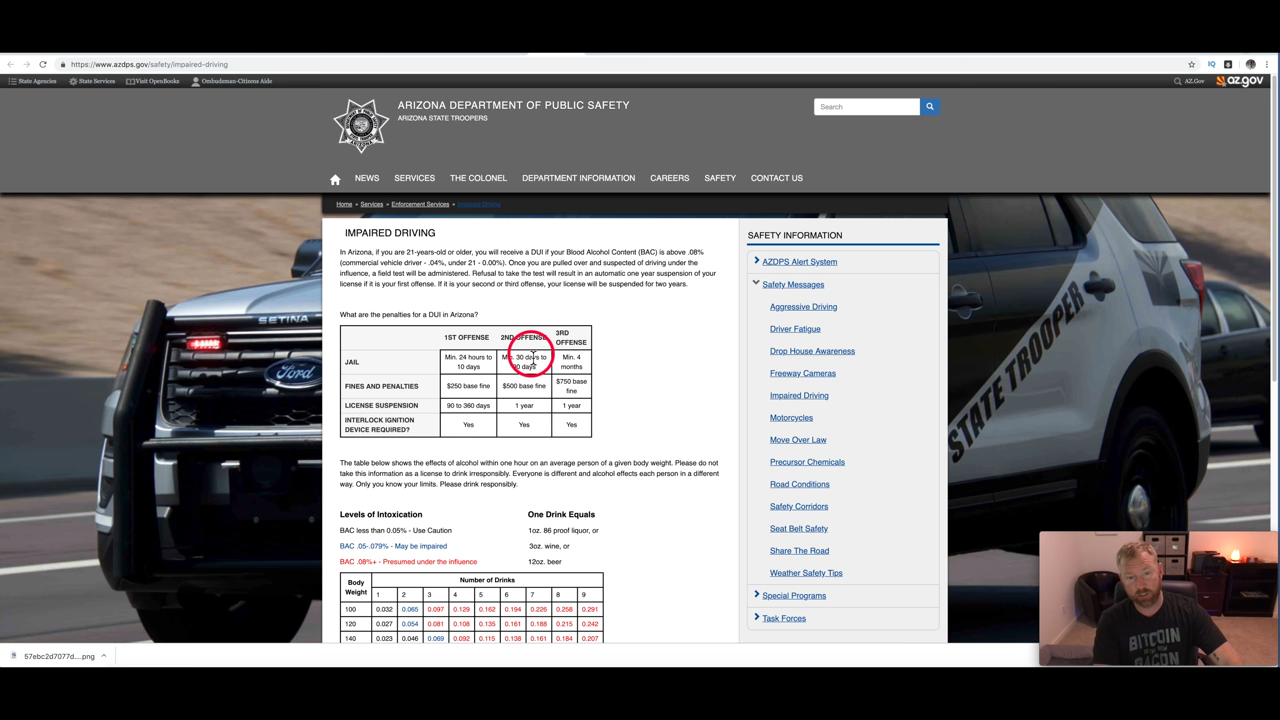 https://www.azdps.gov/safety/impaired-driving
IQ
State Agencies State Services Visit OpenBooks Ombudsman-Citizens Aide AZ.Gov az.gov
ARIZONA DEPARTMENT OF PUBLIC SAFETY
ARIZONA STATE TROOPERS
Search
NEWS SERVICES THE COLONEL DEPARTMENT INFORMATION CAREERS SAFETY CONTACT US
Home » Services » Enforcement Services » Impaired Driving
IMPAIRED DRIVING
In Arizona, if you are 21-years-old or older, you will receive a DUI if your Blood Alcohol Content (BAC) is above .08%
(commercial vehicle driver - .04%, under 21 - 0.00%). Once you are pulled over and suspected of driving under the
influence, a field test will be administered. Refusal to take the test will result in an automatic one year suspension of your
license if it is your first offense. If it is your second or third offense, your license will be suspended for two years.
What are the penalties for a DUI in Arizona?
1ST OFFENSE 2ND OFFENSE 3RD
OFFENSE
JAIL Min. 24 hours to
10 days Min. 30 days to
90 days Min. 4
months
FINES AND PENALTIES $250 base fine $500 base fine $750 base
fine
LICENSE SUSPENSION 90 to 360 days 1 year 1 year
INTERLOCK IGNITION
DEVICE REQUIRED? Yes Yes Yes
The table below shows the effects of alcohol within one hour on an average person of a given body weight. Please do not
take this information as a license to drink irresponsibly. Everyone is different and alcohol effects each person in a different
way. Only you know your limits. Please drink responsibly.
Levels of Intoxication One Drink Equals
BAC less than 0.05% - Use Caution 1oz. 86 proof liquor, or
BAC .05-.079% - May be impaired 3oz. wine, or
BAC .08%+ - Presumed under the influence 12oz. beer
Body
Weight Number of Drinks
1 2 3 4 5 6 7 8 9
100 0.032 0.065 0.097 0.129 0.162 0.194 0.226 0.258 0.291
120 0.027 0.054 0.081 0.108 0.135 0.161 0.188 0.215 0.242
140 0.023 0.046 0.069 0.092 0.115 0.138 0.161 0.184 0.207
SAFETY INFORMATION
AZDPS Alert System
Safety Messages
Aggressive Driving
Driver Fatigue
Drop House Awareness
Freeway Cameras
Impaired Driving
Motorcycles
Move Over Law
Precursor Chemicals
Road Conditions
Safety Corridors
Seat Belt Safety
Share The Road
Weather Safety Tips
Special Programs
Task Forces
SETINA
Ford
STATE TROOPER
BITCOIN
BACON
57ebc2d7077d....png